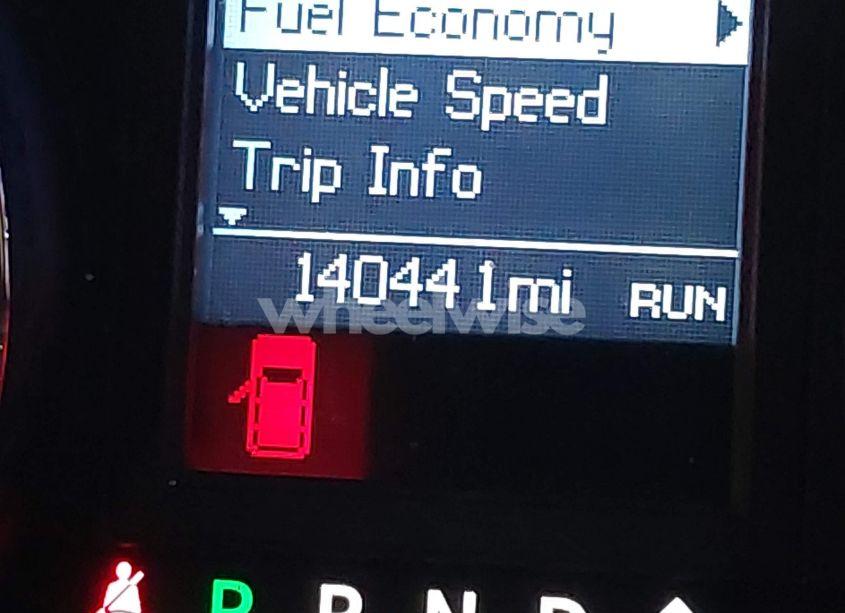 Fuel Economy
Vehicle Speed
Trip Info
140441mi RUN
wheelwise
P R N D